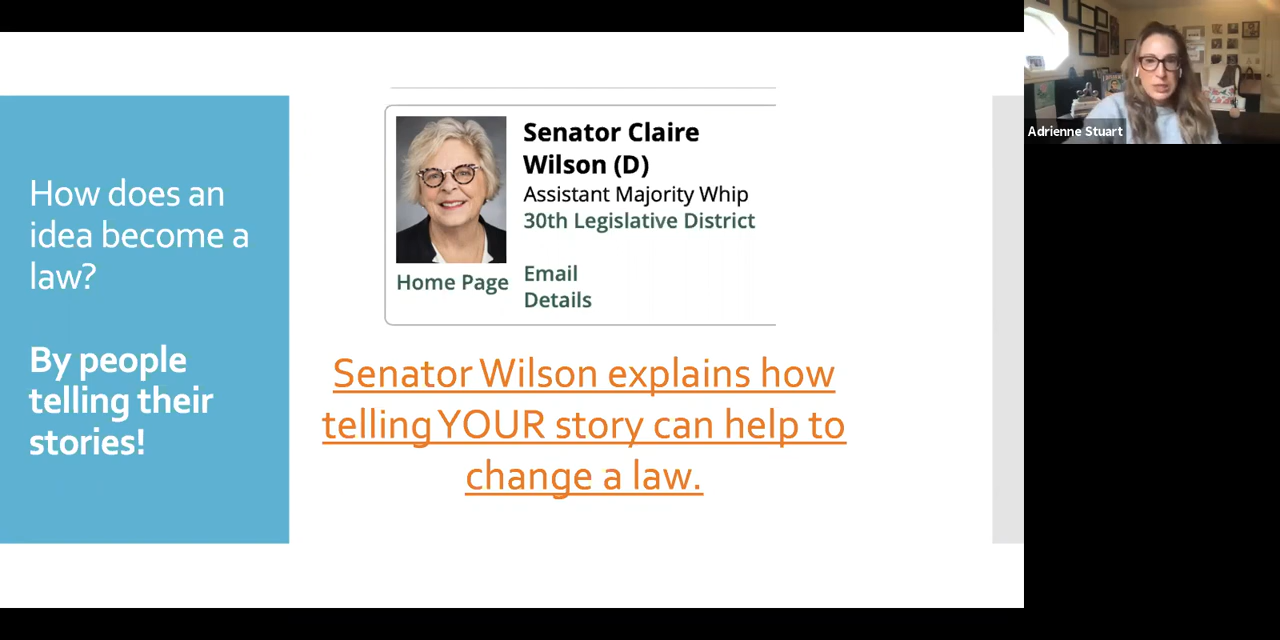 How does an
idea become a
law?
By people
telling their
stories!
Senator Claire
Wilson (D)
Assistant Majority Whip
30th Legislative District
Home Page
Email
Details
Senator Wilson explains how
telling YOUR story can help to
change a law.
Adrienne Stuart